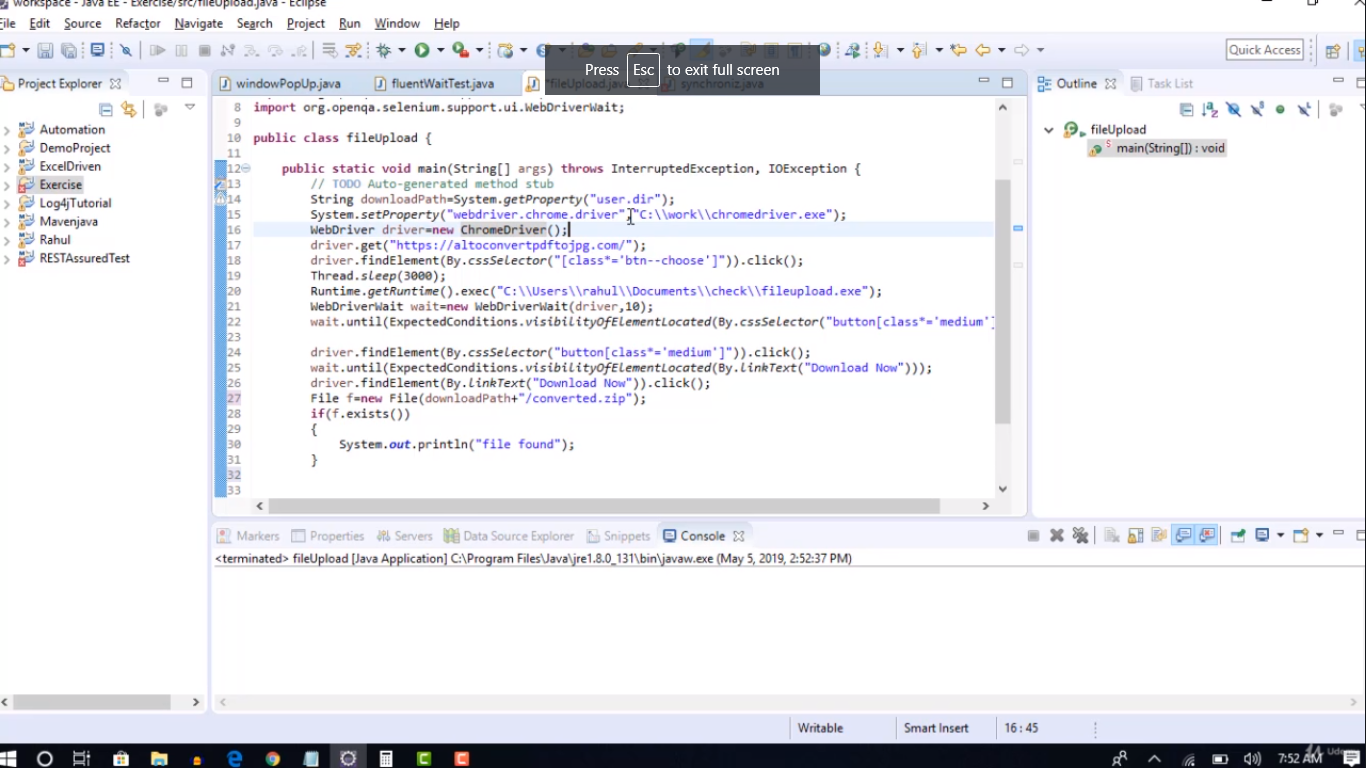 workspace - Java EE - Exercise/src/fileUpload.java - Eclipse
File Edit Source Refactor Navigate Search Project Run Window Help
Quick Access
Press Esc to exit full screen
Project Explorer
windowPopUp.java
fluentWaitTest.java
*fileUpload.java
synchroniz.java
Outline
Task List
Automation
DemoProject
ExcelDriven
Exercise
Log4jTutorial
Mavenjava
Rahul
RESTAssuredTest
8 import org.openqa.selenium.support.ui.WebDriverWait;
9
10 public class fileUpload {
11
12 public static void main(String[] args) throws InterruptedException, IOException {
13 // TODO Auto-generated method stub
14 String downloadPath=System.getProperty("user.dir");
15 System.setProperty("webdriver.chrome.driver","C:\\work\\chromedriver.exe");
16 WebDriver driver=new ChromeDriver();
17 driver.get("https://altoconvertpdftojpg.com/");
18 driver.findElement(By.cssSelector("[class*='btn--choose']")).click();
19 Thread.sleep(3000);
20 Runtime.getRuntime().exec("C:\\Users\\rahul\\Documents\\check\\fileupload.exe");
21 WebDriverWait wait=new WebDriverWait(driver,10);
22 wait.until(ExpectedConditions.visibilityOfElementLocated(By.cssSelector("button[class*='medium']
23
24 driver.findElement(By.cssSelector("button[class*='medium']")).click();
25 wait.until(ExpectedConditions.visibilityOfElementLocated(By.linkText("Download Now")));
26 driver.findElement(By.linkText("Download Now")).click();
27 File f=new File(downloadPath+"/converted.zip");
28 if(f.exists())
29 {
30 System.out.println("file found");
31 }
32
33
fileUpload
main(String[]) : void
Markers
Properties
Servers
Data Source Explorer
Snippets
Console
<terminated> fileUpload [Java Application] C:\Program Files\Java\jre1.8.0_131\bin\javaw.exe (May 5, 2019, 2:52:37 PM)
Writable
Smart Insert
16 : 45
7:52 AM